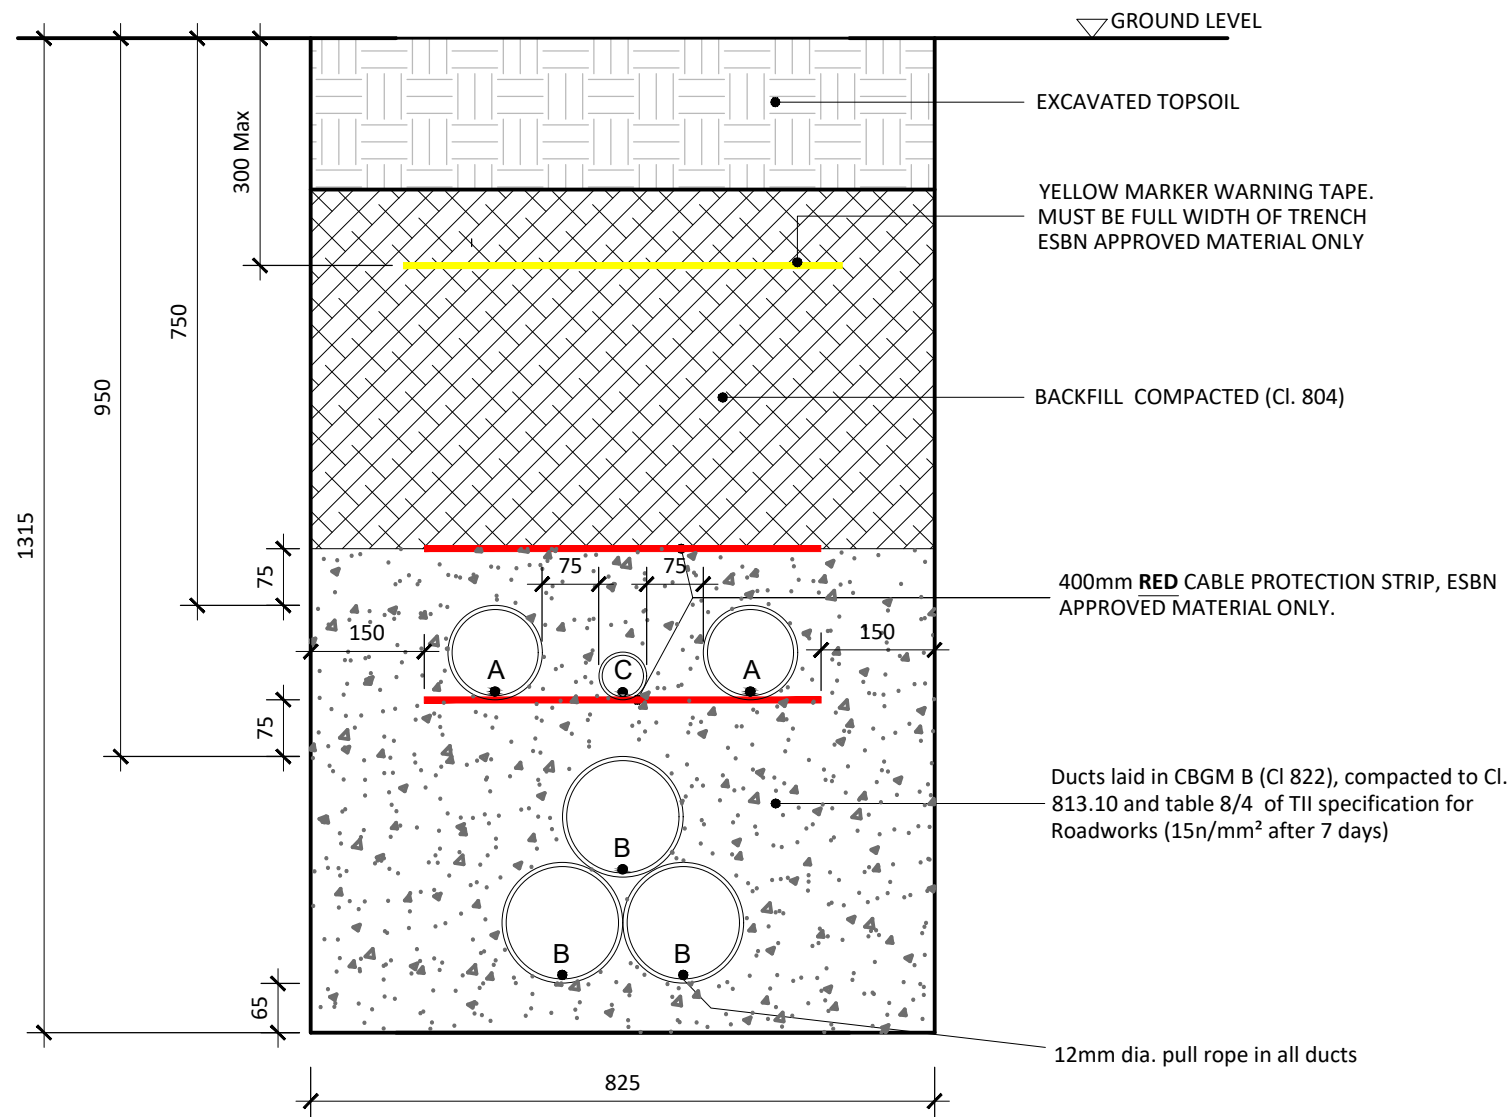 GROUND LEVEL
EXCAVATED TOPSOIL
300 Max
YELLOW MARKER WARNING TAPE.
MUST BE FULL WIDTH OF TRENCH
ESBN APPROVED MATERIAL ONLY
750
950
BACKFILL  COMPACTED (Cl. 804)
1315
75
75
75
400mm RED CABLE PROTECTION STRIP, ESBN
APPROVED MATERIAL ONLY.
150
150
A
C
A
75
Ducts laid in CBGM B (Cl 822), compacted to Cl.
813.10 and table 8/4  of TII specification for
Roadworks (15n/mm² after 7 days)
B
B
B
65
12mm dia. pull rope in all ducts
825